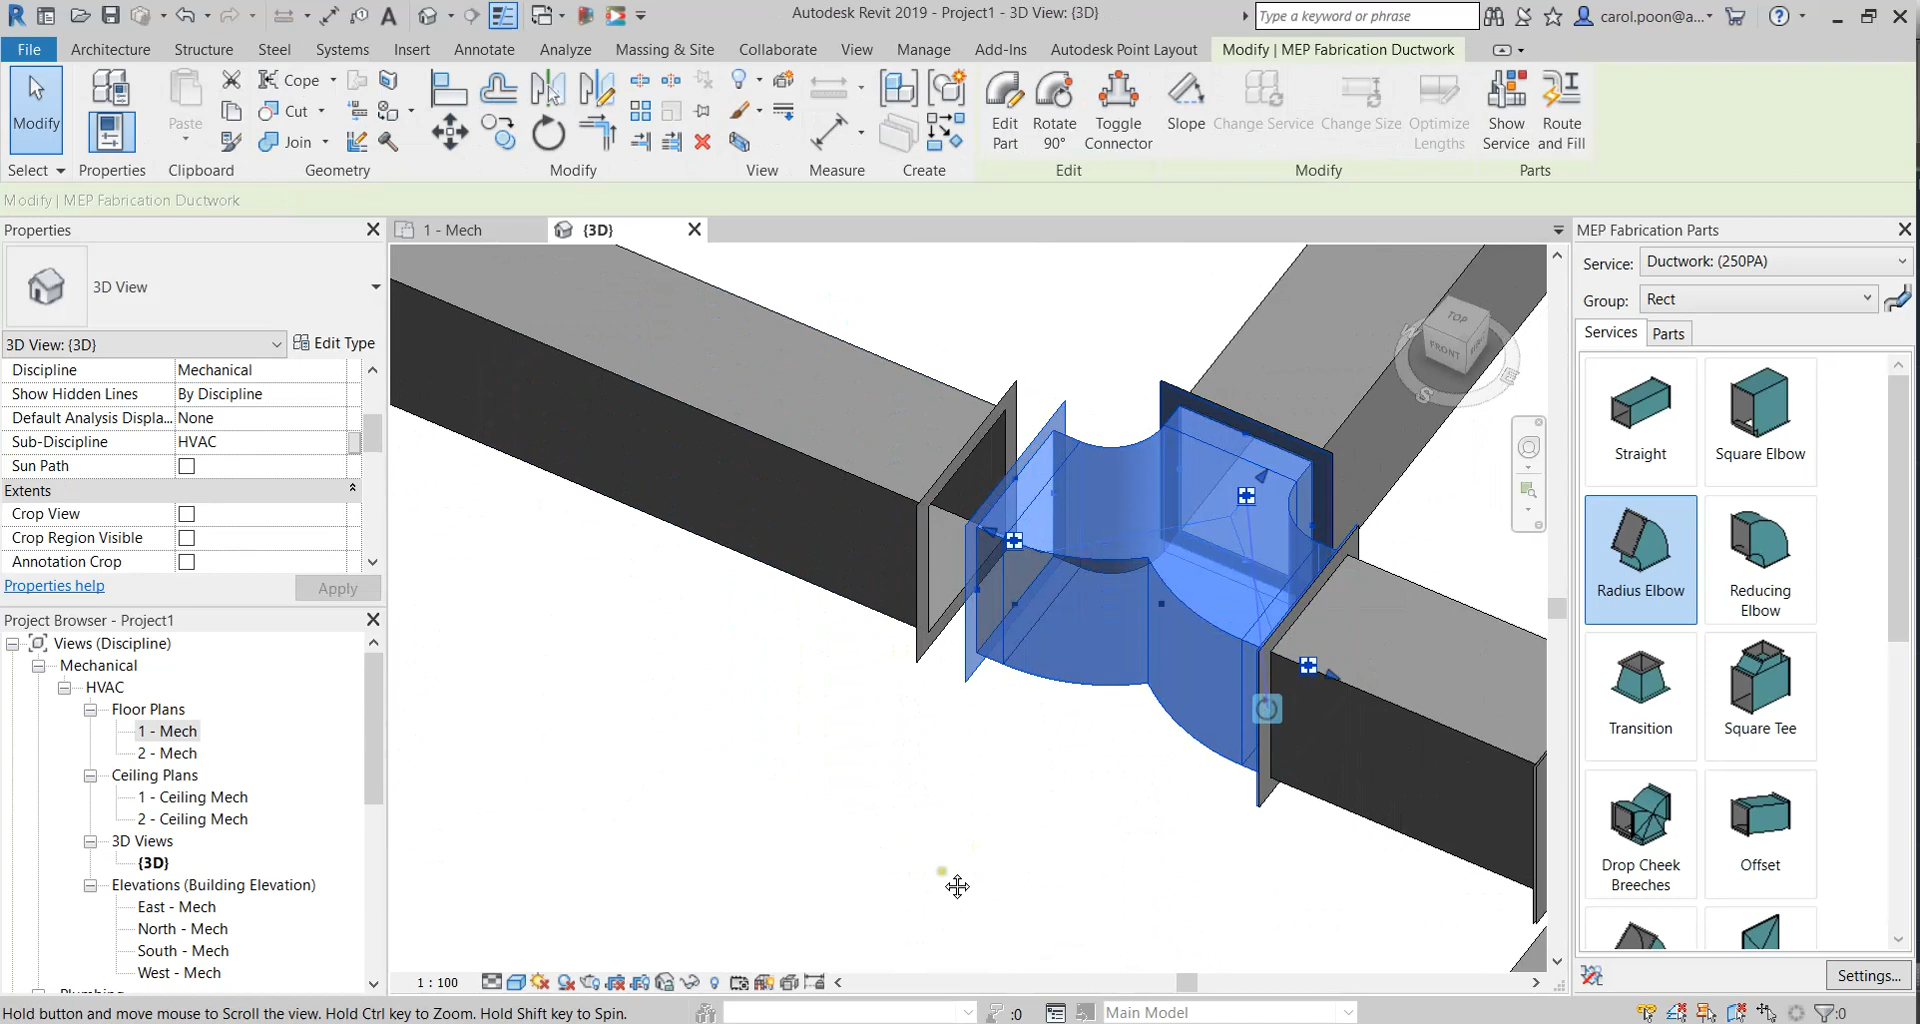 Autodesk Revit 2019 - Project1 - 3D View: {3D}
Type a keyword or phrase
carol.poon@a...
File
Architecture
Structure
Steel
Systems
Insert
Annotate
Analyze
Massing & Site
Collaborate
View
Manage
Add-Ins
Autodesk Point Layout
Modify | MEP Fabrication Ductwork
Modify
Paste
Cope
Cut
Join
Edit
Part
Rotate
90°
Toggle
Connector
Slope
Change Service
Change Size
Optimize
Lengths
Show
Service
Route
and Fill
Select
Properties
Clipboard
Geometry
Modify
View
Measure
Create
Edit
Modify
Parts
Modify | MEP Fabrication Ductwork
Properties
3D View
3D View: {3D}
Edit Type
Discipline
Mechanical
Show Hidden Lines
By Discipline
Default Analysis Displa...
None
Sub-Discipline
HVAC
Sun Path
Extents
Crop View
Crop Region Visible
Annotation Crop
Properties help
Apply
Project Browser - Project1
Views (Discipline)
Mechanical
HVAC
Floor Plans
1 - Mech
2 - Mech
Ceiling Plans
1 - Ceiling Mech
2 - Ceiling Mech
3D Views
{3D}
Elevations (Building Elevation)
East - Mech
North - Mech
South - Mech
West - Mech
1 - Mech
{3D}
TOP
FRONT
W
S
1 : 100
MEP Fabrication Parts
Service:
Ductwork: (250PA)
Group:
Rect
Services
Parts
Straight
Square Elbow
Radius Elbow
Reducing
Elbow
Transition
Square Tee
Drop Cheek
Breeches
Offset
Settings...
Hold button and move mouse to Scroll the view. Hold Ctrl key to Zoom. Hold Shift key to Spin.
:0
Main Model
:0